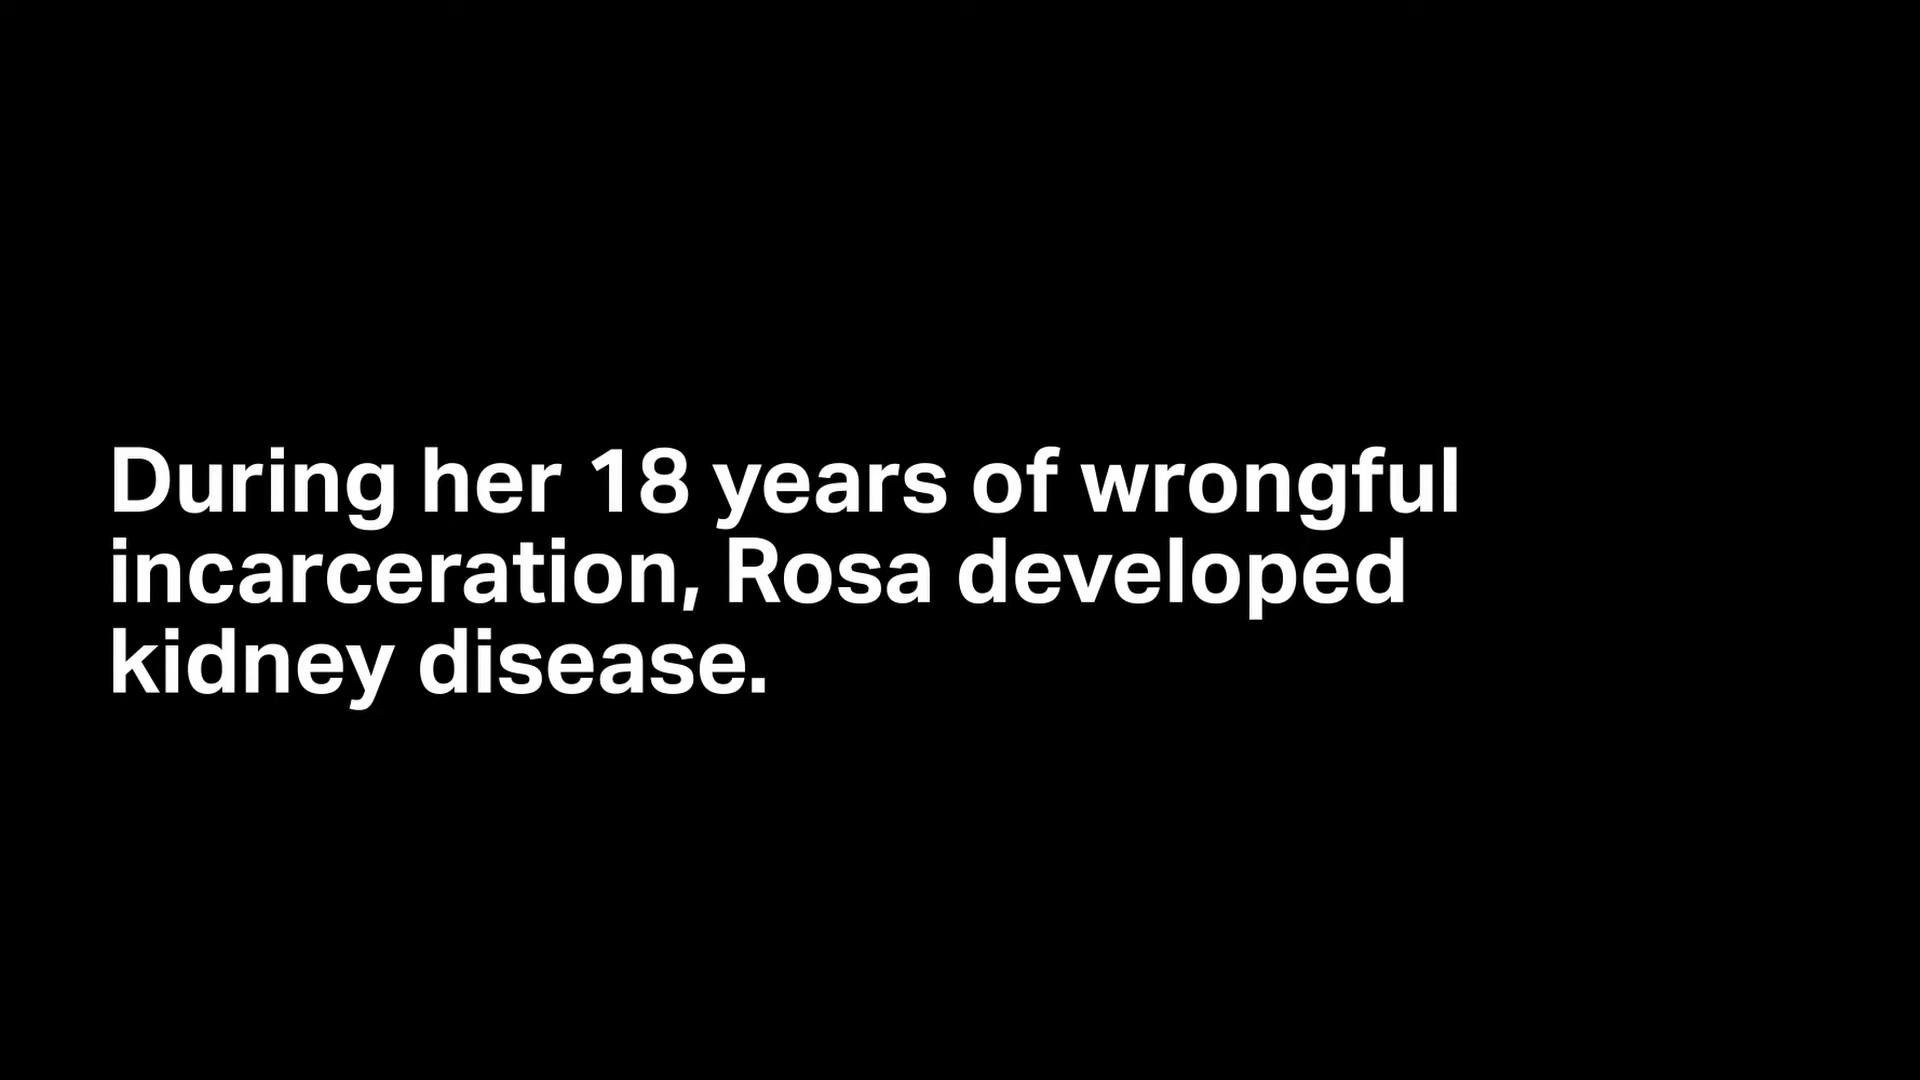 During her 18 years of wrongful
incarceration, Rosa developed
kidney disease.